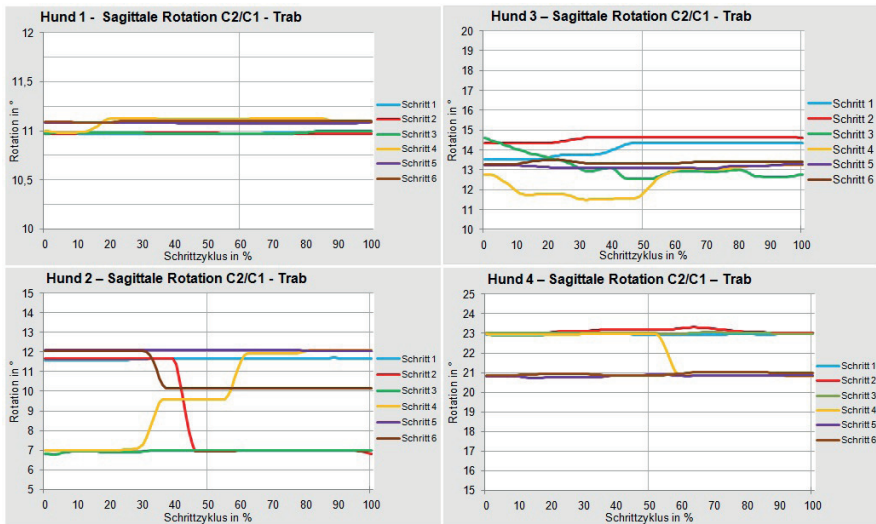 Hund 1 - Sagittale Rotation C2/C1 - Trab
Rotation in °
12
11,5
11
10,5
10
0 10 20 30 40 50 60 70 80 90 100
Schrittzyklus in %
Schritt 1
Schritt 2
Schritt 3
Schritt 4
Schritt 5
Schritt 6
Hund 3 – Sagittale Rotation C2/C1 - Trab
Rotation in °
20
19
18
17
16
15
14
13
12
11
10
0 10 20 30 40 50 60 70 80 90 100
Schrittzyklus in %
Schritt 1
Schritt 2
Schritt 3
Schritt 4
Schritt 5
Schritt 6
Hund 2 – Sagittale Rotation C2/C1 - Trab
Rotation in °
15
14
13
12
11
10
9
8
7
6
5
0 10 20 30 40 50 60 70 80 90 100
Schrittzyklus in %
Schritt 1
Schritt 2
Schritt 3
Schritt 4
Schritt 5
Schritt 6
Hund 4 – Sagittale Rotation C2/C1 – Trab
Rotation in °
25
24
23
22
21
20
19
18
17
16
15
0 10 20 30 40 50 60 70 80 90 100
Schrittzyklus in %
Schritt 1
Schritt 2
Schritt 3
Schritt 4
Schritt 5
Schritt 6